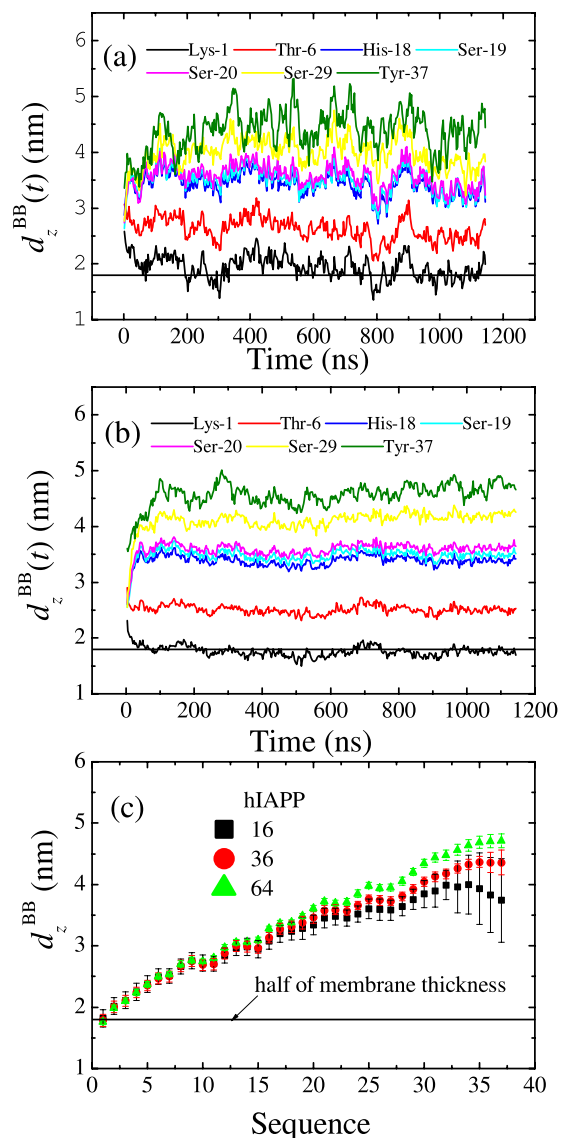 (a)
Lys-1 Thr-6 His-18 Ser-19
Ser-20 Ser-29 Tyr-37
d_z^BB(t) (nm)
6
5
4
3
2
1
0 200 400 600 800 1000 1200
Time (ns)
(b)
Lys-1 Thr-6 His-18 Ser-19
Ser-20 Ser-29 Tyr-37
d_z^BB(t) (nm)
6
5
4
3
2
1
0 200 400 600 800 1000 1200
Time (ns)
(c)
hIAPP
16
36
64
half of membrane thickness
d_z^BB (nm)
6
5
4
3
2
1
0 5 10 15 20 25 30 35 40
Sequence